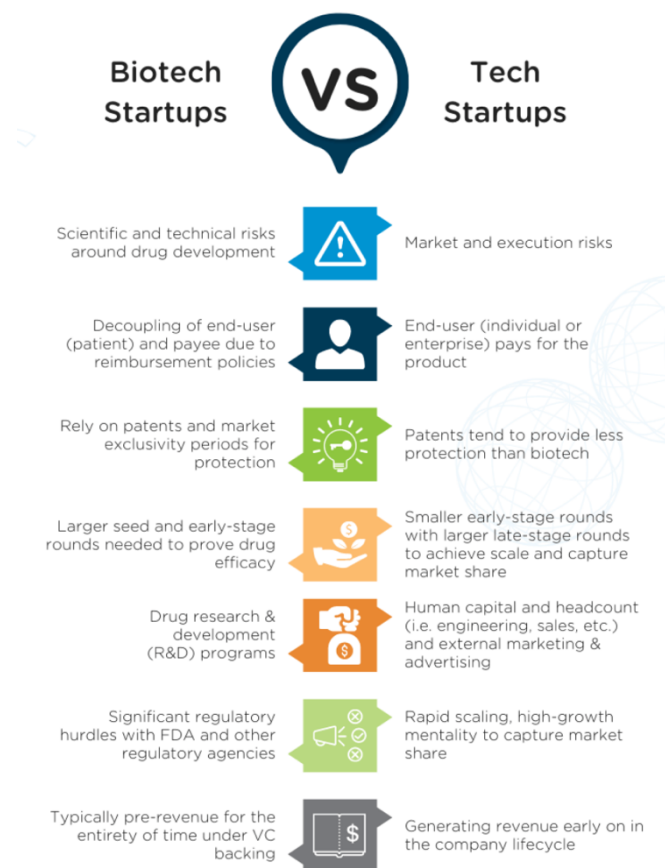 Biotech
Startups
VS
Tech
Startups
Scientific and technical risks
around drug development
Market and execution risks
Decoupling of end-user
(patient) and payee due to
reimbursement policies
End-user (individual or
enterprise) pays for the
product
Rely on patents and market
exclusivity periods for
protection
Patents tend to provide less
protection than biotech
Larger seed and early-stage
rounds needed to prove drug
efficacy
$
Smaller early-stage rounds
with larger late-stage rounds
to achieve scale and capture
market share
Drug research &
development
(R&D) programs
$
Human capital and headcount
(i.e. engineering, sales, etc.)
and external marketing &
advertising
Significant regulatory
hurdles with FDA and other
regulatory agencies
Rapid scaling, high-growth
mentality to capture market
share
Typically pre-revenue for the
entirety of time under VC
backing
$
Generating revenue early on in
the company lifecycle